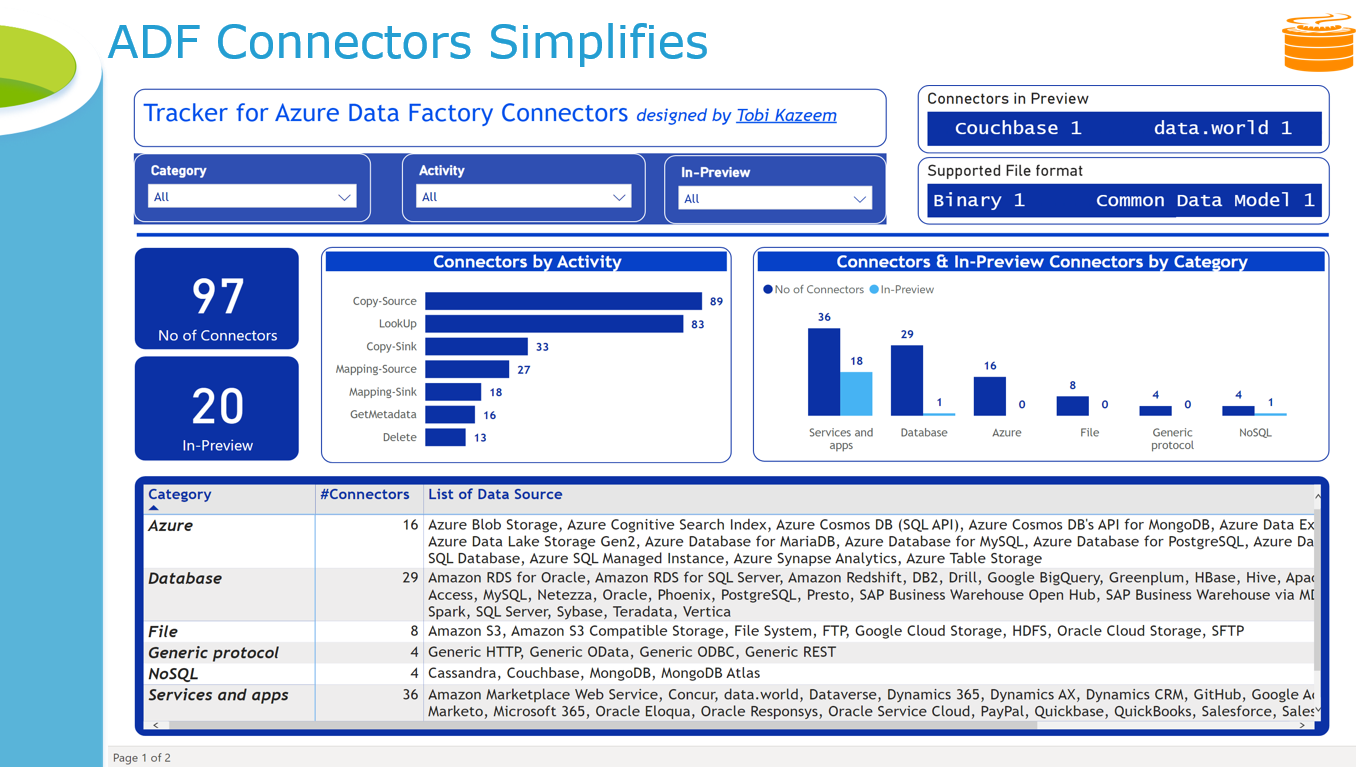 ADF Connectors Simplifies
Tracker for Azure Data Factory Connectors designed by Tobi Kazeem
Connectors in Preview
Couchbase 1 data.world 1
Supported File format
Binary 1 Common Data Model 1
Category
All
Activity
All
In-Preview
All
97
No of Connectors
20
In-Preview
Connectors by Activity
Copy-Source 89
LookUp 83
Copy-Sink 33
Mapping-Source 27
Mapping-Sink 18
GetMetadata 16
Delete 13
Connectors & In-Preview Connectors by Category
No of Connectors In-Preview
36 18 29 1 16 0 8 0 4 0 4 1
Services and Database Azure File Generic NoSQL
apps protocol
Category #Connectors List of Data Source
Azure 16 Azure Blob Storage, Azure Cognitive Search Index, Azure Cosmos DB (SQL API), Azure Cosmos DB's API for MongoDB, Azure Data Ex
Azure Data Lake Storage Gen2, Azure Database for MariaDB, Azure Database for MySQL, Azure Database for PostgreSQL, Azure Da
SQL Database, Azure SQL Managed Instance, Azure Synapse Analytics, Azure Table Storage
Database 29 Amazon RDS for Oracle, Amazon RDS for SQL Server, Amazon Redshift, DB2, Drill, Google BigQuery, Greenplum, HBase, Hive, Apac
Access, MySQL, Netezza, Oracle, Phoenix, PostgreSQL, Presto, SAP Business Warehouse Open Hub, SAP Business Warehouse via MD
Spark, SQL Server, Sybase, Teradata, Vertica
File 8 Amazon S3, Amazon S3 Compatible Storage, File System, FTP, Google Cloud Storage, HDFS, Oracle Cloud Storage, SFTP
Generic protocol 4 Generic HTTP, Generic OData, Generic ODBC, Generic REST
NoSQL 4 Cassandra, Couchbase, MongoDB, MongoDB Atlas
Services and apps 36 Amazon Marketplace Web Service, Concur, data.world, Dataverse, Dynamics 365, Dynamics AX, Dynamics CRM, GitHub, Google Ad
Marketo, Microsoft 365, Oracle Eloqua, Oracle Responsys, Oracle Service Cloud, PayPal, Quickbase, QuickBooks, Salesforce, Sales
Page 1 of 2